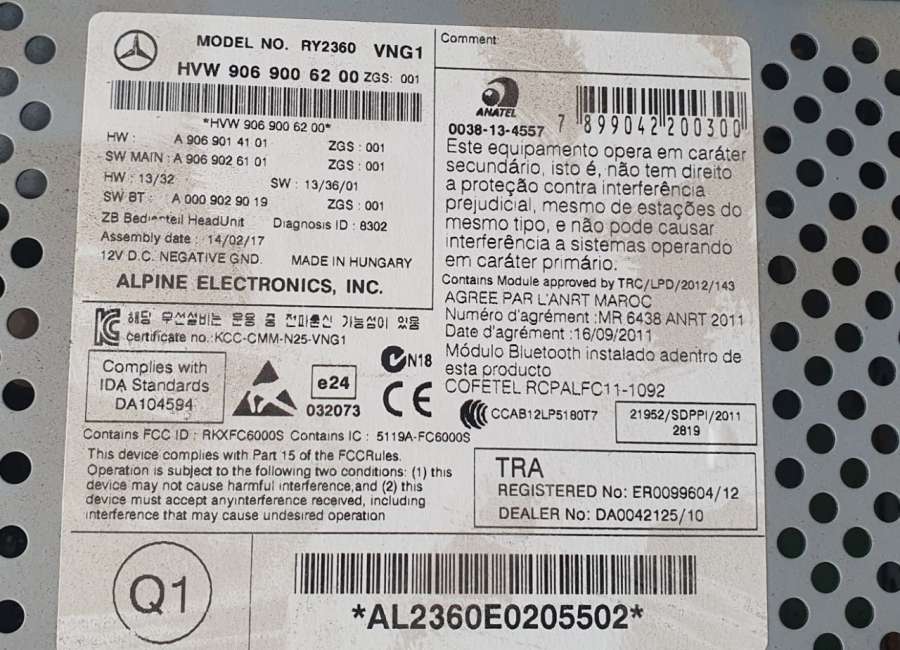 MODEL NO. RY2360 VNG1
HVW 906 900 62 00 ZGS: 001
*HVW 906 900 62 00*
HW : A 906 901 41 01 ZGS : 001
SW MAIN : A 906 902 61 01 ZGS : 001
HW : 13/32 SW : 13/36/01
SW BT : A 000 902 90 19 ZGS : 001
ZB Bedienteil HeadUnit Diagnosis ID : 8302
Assembly date : 14/02/17
12V D.C. NEGATIVE GND. MADE IN HUNGARY
ALPINE ELECTRONICS, INC.
Comment:
ANATEL
0038-13-4557
7 899042 200300
Este equipamento opera em caráter
secundário, isto é, não tem direito
a proteção contra interferência
prejudicial, mesmo de estações do
mesmo tipo, e não pode causar
interferência a sistemas operando
em caráter primário.
Contains Module approved by TRC/LPD/2012/143
AGREE PAR L'ANRT MAROC
Numéro d'agrément :MR 6438 ANRT 2011
Date d'agrément :16/09/2011
Módulo Bluetooth instalado adentro de
esta producto
COFETEL RCPALFC11-1092
해당 무선설비는 운용 중 전파혼신 가능성이 있음
certificate no.:KCC-CMM-N25-VNG1
Complies with
IDA Standards
DA104594
e24
032073
N18
CE
CCAB12LP5180T7
21952/SDPPI/2011
2819
Contains FCC ID : RKXFC6000S Contains IC : 5119A-FC6000S
This device complies with Part 15 of the FCCRules.
Operation is subject to the following two conditions: (1) this
device may not cause harmful interference,and (2) this
device must accept anyinterference received, including
interference that may cause undesired operation
TRA
REGISTERED No: ER0099604/12
DEALER No: DA0042125/10
Q1
*AL2360E0205502*